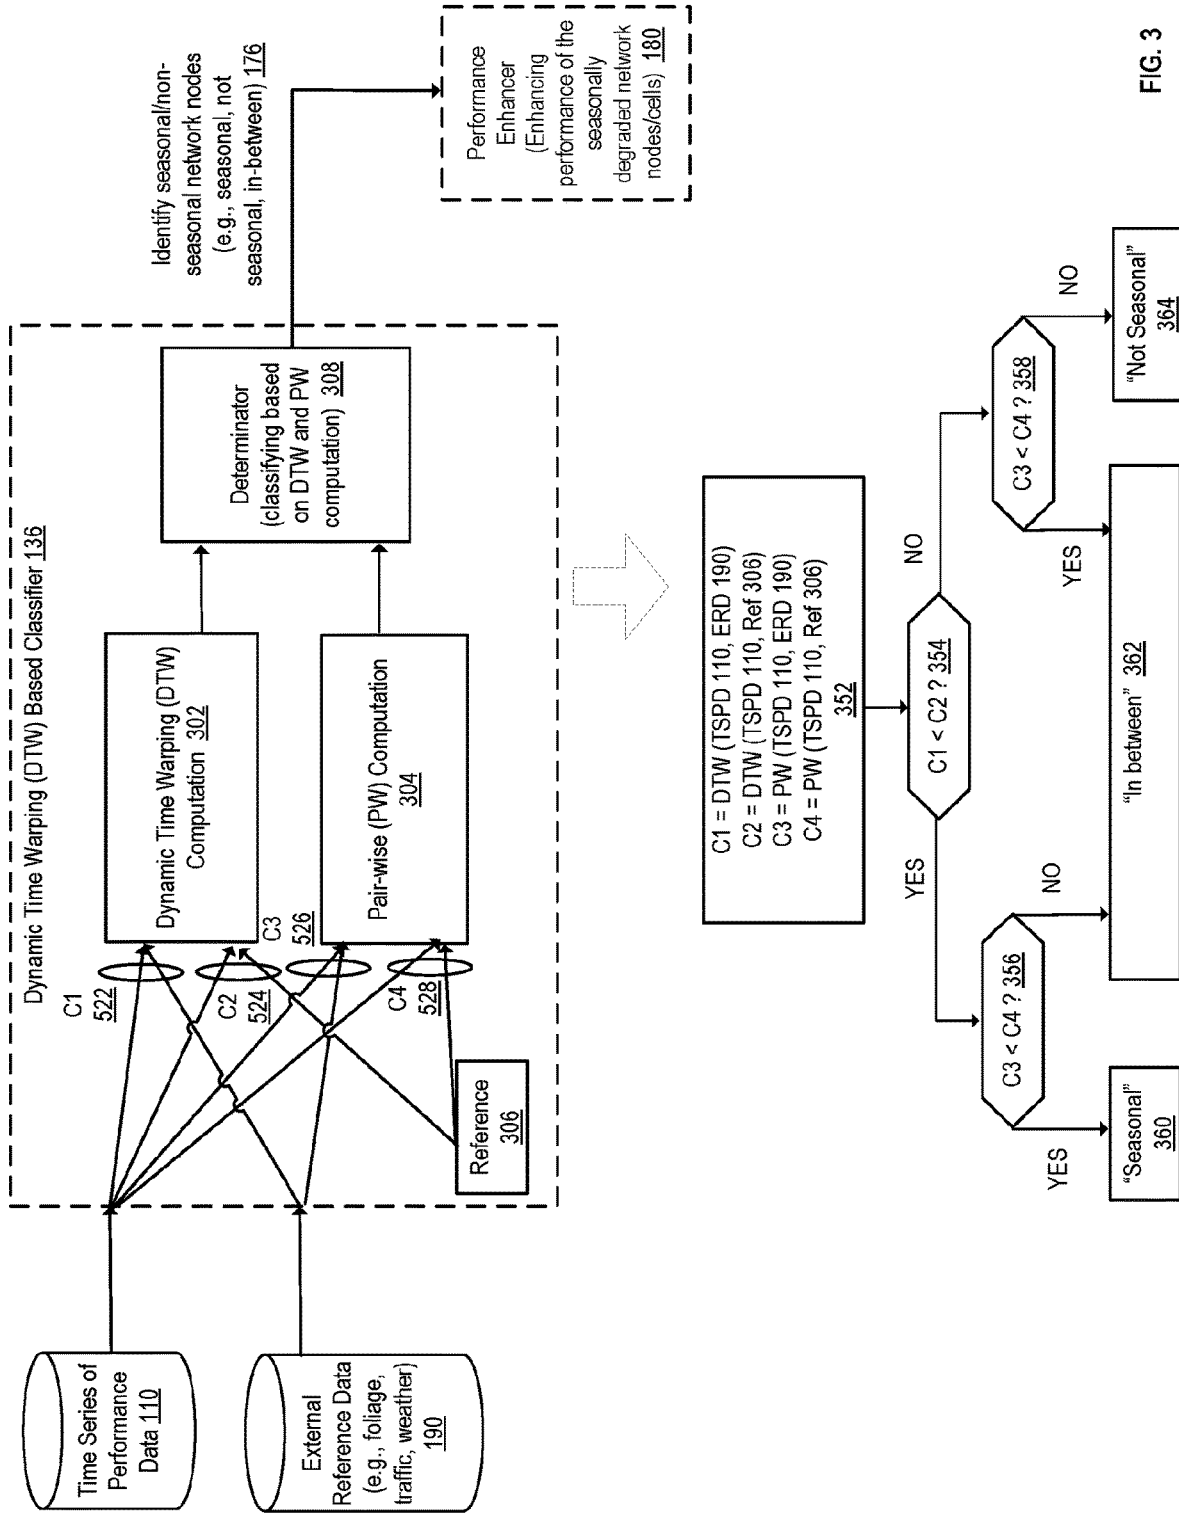 Time Series of
Performance
Data 110
External
Reference Data
(e.g., foliage,
traffic, weather)
190
Dynamic Time Warping (DTW) Based Classifier 136
C1
522
C2
524
C3
526
C4
528
Reference
306
Dynamic Time Warping (DTW)
Computation 302
Pair-wise (PW) Computation
304
Determinator
(classifying based
on DTW and PW
computation) 308
Identify seasonal/non-
seasonal network nodes
(e.g., seasonal, not
seasonal, in-between) 176
Performance
Enhancer
(Enhancing
performance of the
seasonally
degraded network
nodes/cells) 180
C1 = DTW (TSPD 110, ERD 190)
C2 = DTW (TSPD 110, Ref 306)
C3 = PW (TSPD 110, ERD 190)
C4 = PW (TSPD 110, Ref 306)
352
C1 < C2 ? 354
YES
NO
C3 < C4 ? 356
C3 < C4 ? 358
YES
NO
YES
NO
"Seasonal"
360
"In between" 362
"Not Seasonal"
364
FIG. 3